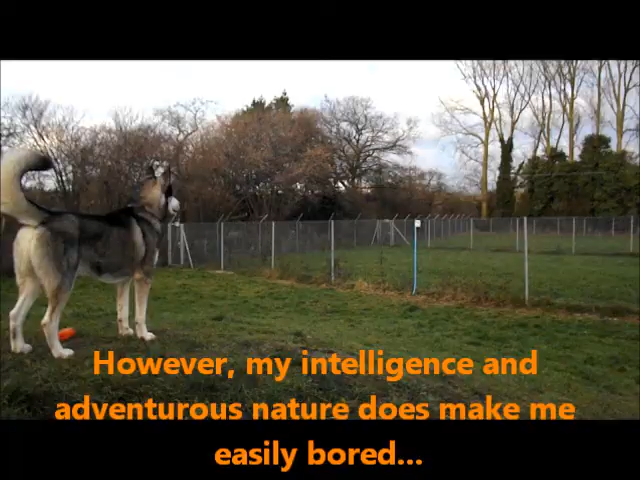 However, my intelligence and
adventurous nature does make me
easily bored...